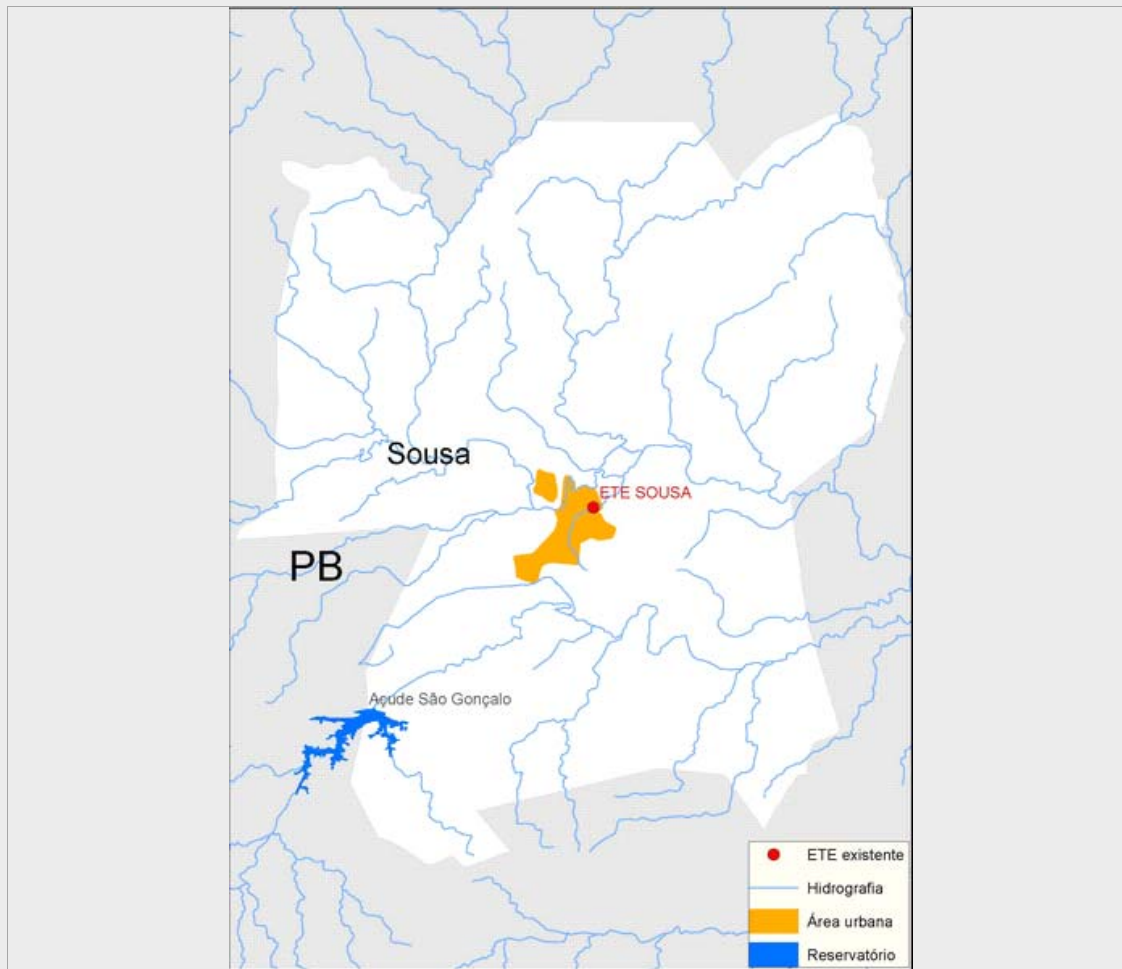 Sousa
ETE SOUSA
PB
Açude São Gonçalo
ETE existente
Hidrografia
Área urbana
Reservatório